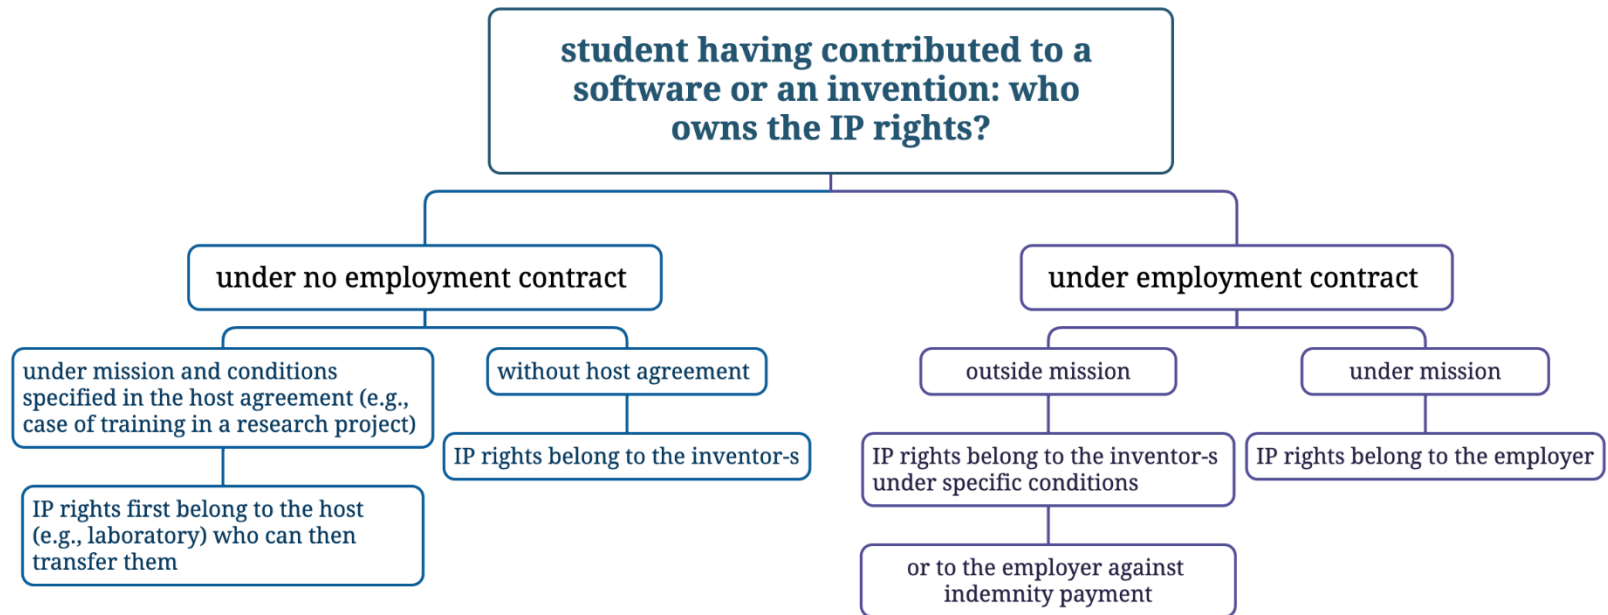 student having contributed to a
software or an invention: who
owns the IP rights?
under no employment contract
under mission and conditions
specified in the host agreement (e.g.,
case of training in a research project)
IP rights first belong to the host
(e.g., laboratory) who can then
transfer them
without host agreement
IP rights belong to the inventor-s
under employment contract
outside mission
IP rights belong to the inventor-s
under specific conditions
or to the employer against
indemnity payment
under mission
IP rights belong to the employer